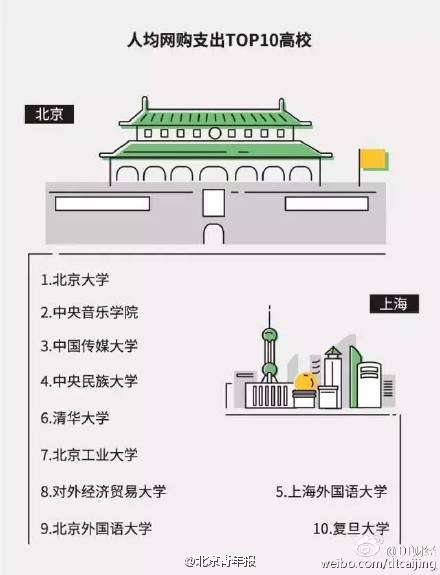 人均网购支出TOP10高校
北京
1.北京大学
2.中央音乐学院
3.中国传媒大学
4.中央民族大学
6.清华大学
7.北京工业大学
8.对外经济贸易大学
9.北京外国语大学
上海
5.上海外国语大学
10.复旦大学
@北京青年报
@DT财经
weibo.com/dtcaijing